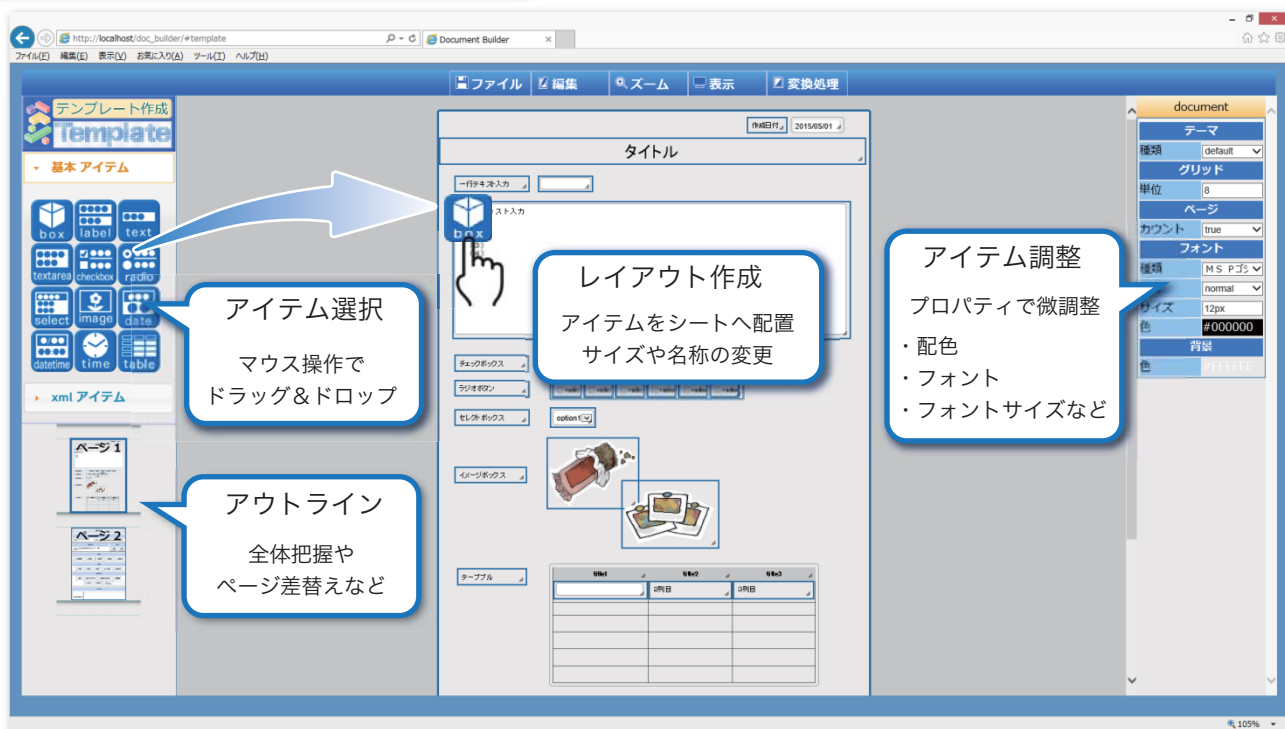 http://localhost/doc_builder/#template
Document Builder
ファイル(F) 編集(E) 表示(V) お気に入り(A) ツール(T) ヘルプ(H)
ファイル 編集 ズーム 表示 変換処理
テンプレート作成
Template
基本 アイテム
box label text
textarea checkbox radio
select image date
datetime time table
xml アイテム
ページ 1
ページ 2
アイテム選択
マウス操作で
ドラッグ＆ドロップ
アウトライン
全体把握や
ページ差替えなど
作成日付 2015/05/01
タイトル
一行テキスト入力
スト入力
box
レイアウト作成
アイテムをシートへ配置
サイズや名称の変更
チェックボックス
ラジオボタン
セレクトボックス option1
イメージボックス
テーブル title1 title2 title3
2列目 3列目
アイテム調整
プロパティで微調整
・配色
・フォント
・フォントサイズなど
document
テーマ
種類 default
グリッド
単位 8
ページ
カウント true
フォント
種類 ＭＳ Ｐゴシ
normal
サイズ 12px
色 #000000
背景
色 #EEEEEE
105%